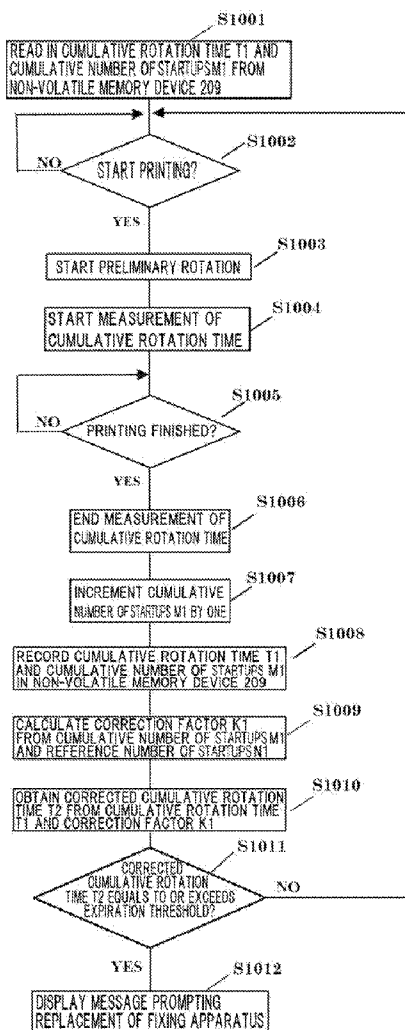 S1001
READ IN CUMULATIVE ROTATION TIME T1 AND
CUMULATIVE NUMBER OF STARTUPS M1 FROM
NON-VOLATILE MEMORY DEVICE 209
S1002
NO
START PRINTING?
YES
S1003
START PRELIMINARY ROTATION
S1004
START MEASUREMENT OF
CUMULATIVE ROTATION TIME
S1005
NO
PRINTING FINISHED?
YES
S1006
END MEASUREMENT OF
CUMULATIVE ROTATION TIME
S1007
INCREMENT CUMULATIVE
NUMBER OF STARTUPS M1 BY ONE
S1008
RECORD CUMULATIVE ROTATION TIME T1
AND CUMULATIVE NUMBER OF STARTUPS M1
IN NON-VOLATILE MEMORY DEVICE 209
S1009
CALCULATE CORRECTION FACTOR K1
FROM CUMULATIVE NUMBER OF STARTUPS M1
AND REFERENCE NUMBER OF STARTUPS N1
S1010
OBTAIN CORRECTED CUMULATIVE ROTATION
TIME T2 FROM CUMULATIVE ROTATION TIME
T1 AND CORRECTION FACTOR K1
S1011
CORRECTED
CUMULATIVE ROTATION
TIME T2 EQUALS TO OR EXCEEDS
EXPIRATION THRESHOLD?
NO
YES
S1012
DISPLAY MESSAGE PROMPTING
REPLACEMENT OF FIXING APPARATUS